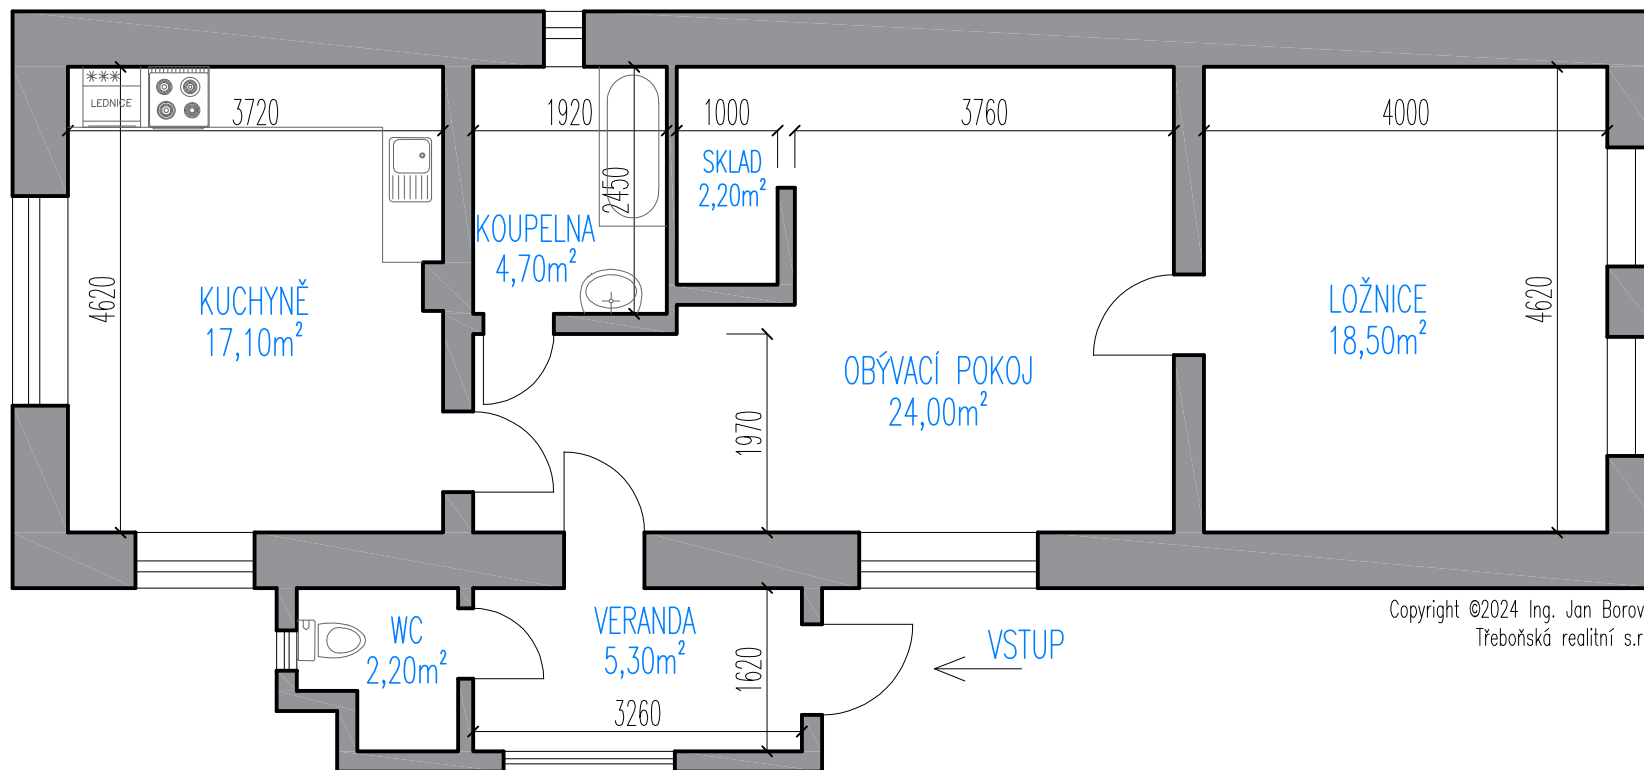 LEDNICE
3720
1920
1000
3760
4000
SKLAD
2,20m²
2450
KOUPELNA
4,70m²
4620
KUCHYNĚ
17,10m²
LOŽNICE
18,50m²
4620
OBÝVACÍ POKOJ
24,00m²
1970
Copyright ©2024 Ing. Jan Borov
Třeboňská realitní s.r
WC
2,20m²
VERANDA
5,30m²
1620
VSTUP
3260